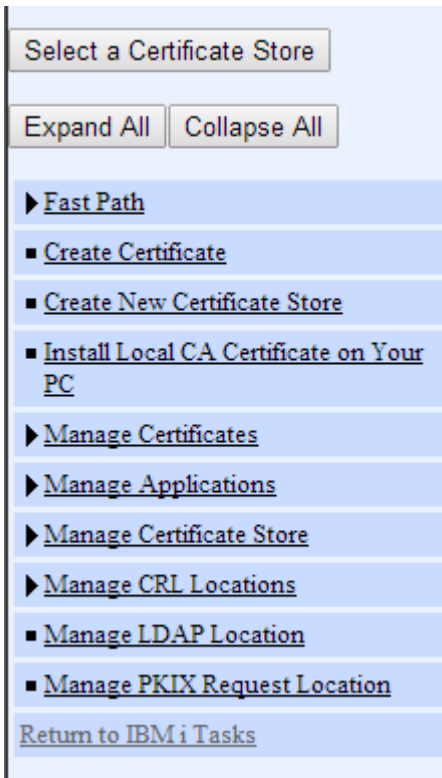 Select a Certificate Store
Expand All Collapse All
Fast Path
Create Certificate
Create New Certificate Store
Install Local CA Certificate on Your
PC
Manage Certificates
Manage Applications
Manage Certificate Store
Manage CRL Locations
Manage LDAP Location
Manage PKIX Request Location
Return to IBM i Tasks